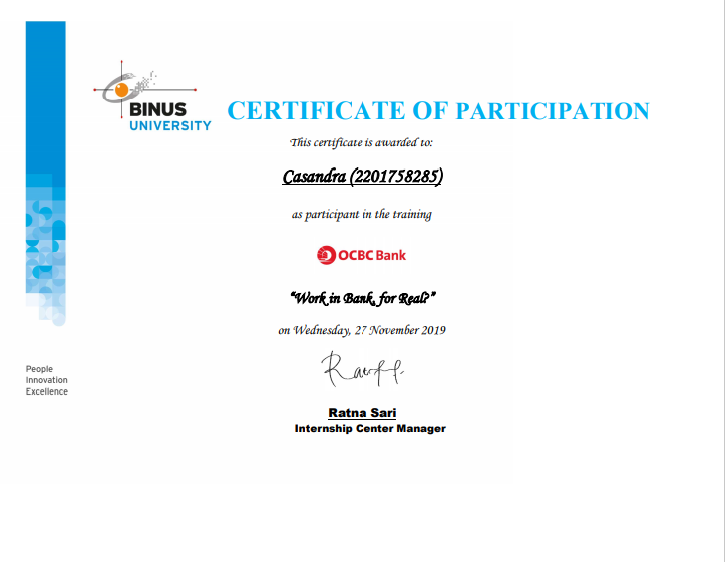 BINUS
UNIVERSITY
CERTIFICATE OF PARTICIPATION
This certificate is awarded to:
Casandra (2201758285)
as participant in the training
OCBC Bank
“Work in Bank, for Real?”
on Wednesday, 27 November 2019
Ratna Sari
Internship Center Manager
People
Innovation
Excellence